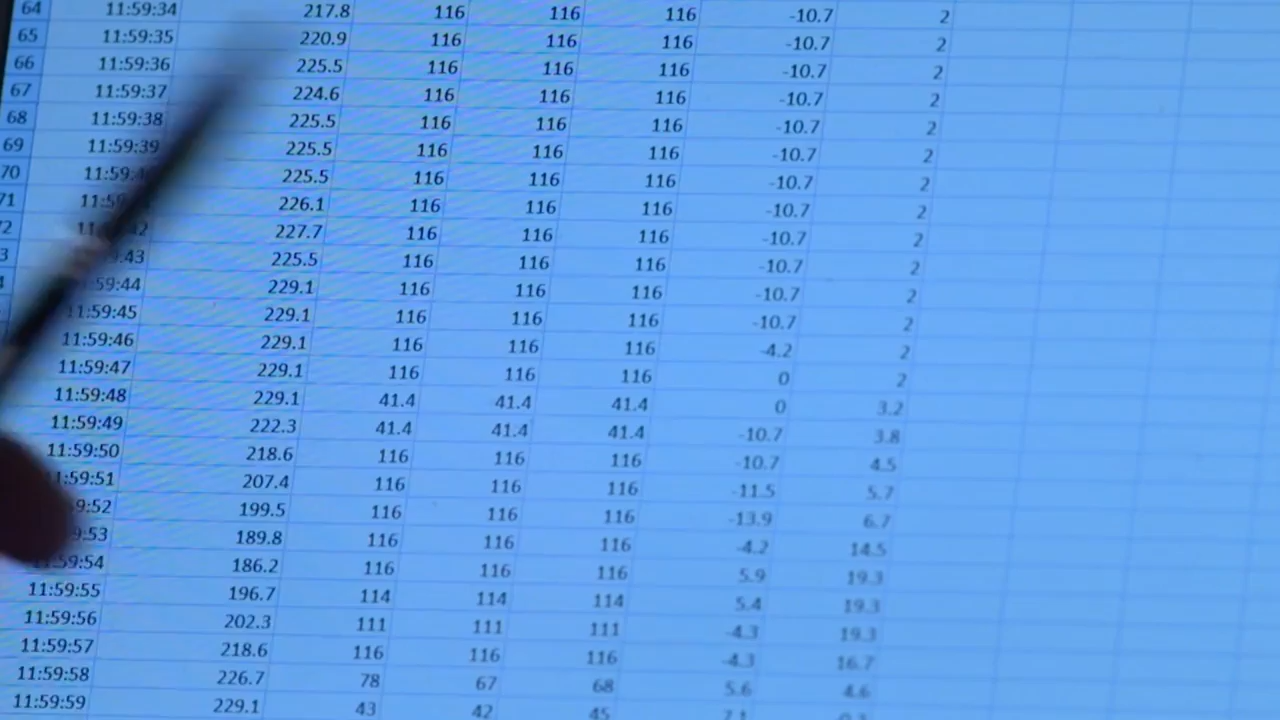 64 11:59:34 217.8 116 116 116 -10.7 2
65 11:59:35 220.9 116 116 116 -10.7 2
66 11:59:36 225.5 116 116 116 -10.7 2
67 11:59:37 224.6 116 116 116 -10.7 2
68 11:59:38 225.5 116 116 116 -10.7 2
69 11:59:39 225.5 116 116 116 -10.7 2
70 225.5 116 116 116 -10.7 2
71 226.1 116 116 116 -10.7 2
227.7 116 116 116 -10.7 2
225.5 116 116 116 -10.7 2
229.1 116 116 116 -10.7 2
11:59:45 229.1 116 116 116 -10.7 2
11:59:46 229.1 116 116 116 -4.2 2
11:59:47 229.1 116 116 116 0 2
11:59:48 229.1 41.4 41.4 41.4 0 3.2
11:59:49 222.3 41.4 41.4 41.4 -10.7 3.8
11:59:50 218.6 116 116 116 -10.7 4.5
11:59:51 207.4 116 116 116 -11.5 5.7
199.5 116 116 116 -13.9 6.7
189.8 116 116 116 -4.2 14.5
186.2 116 116 116 5.9 19.3
11:59:55 196.7 114 114 114 5.4 19.3
11:59:56 202.3 111 111 111 -4.3 19.3
11:59:57 218.6 116 116 116 -4.3 16.7
11:59:58 226.7 78 67 68 5.6 4.6
11:59:59 229.1 43 42 45